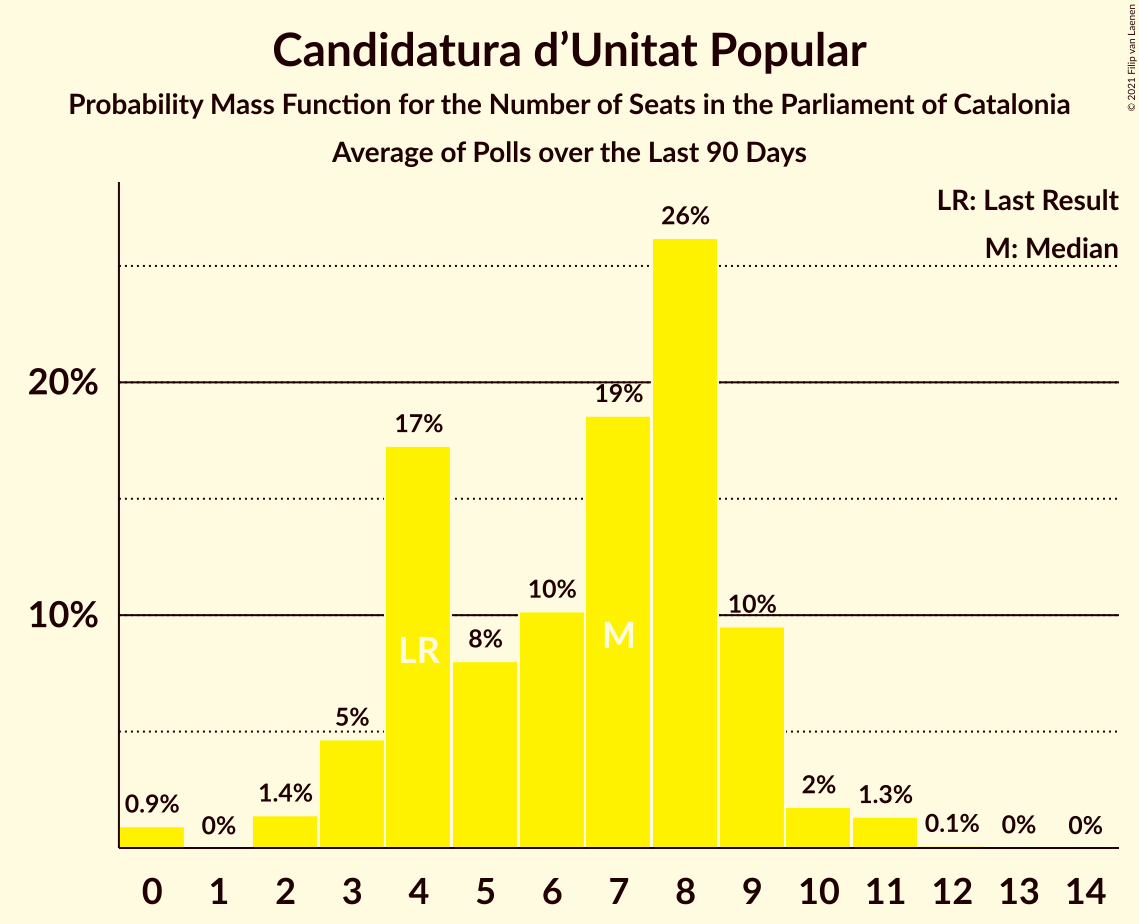 Candidatura d’Unitat Popular
Probability Mass Function for the Number of Seats in the Parliament of Catalonia
Average of Polls over the Last 90 Days
© 2021 Filip van Laenen
LR: Last Result
M: Median
20%
10%
0.9%
0%
1.4%
5%
17%
8%
10%
19%
26%
10%
2%
1.3%
0.1%
0%
0%
LR
M
0 1 2 3 4 5 6 7 8 9 10 11 12 13 14